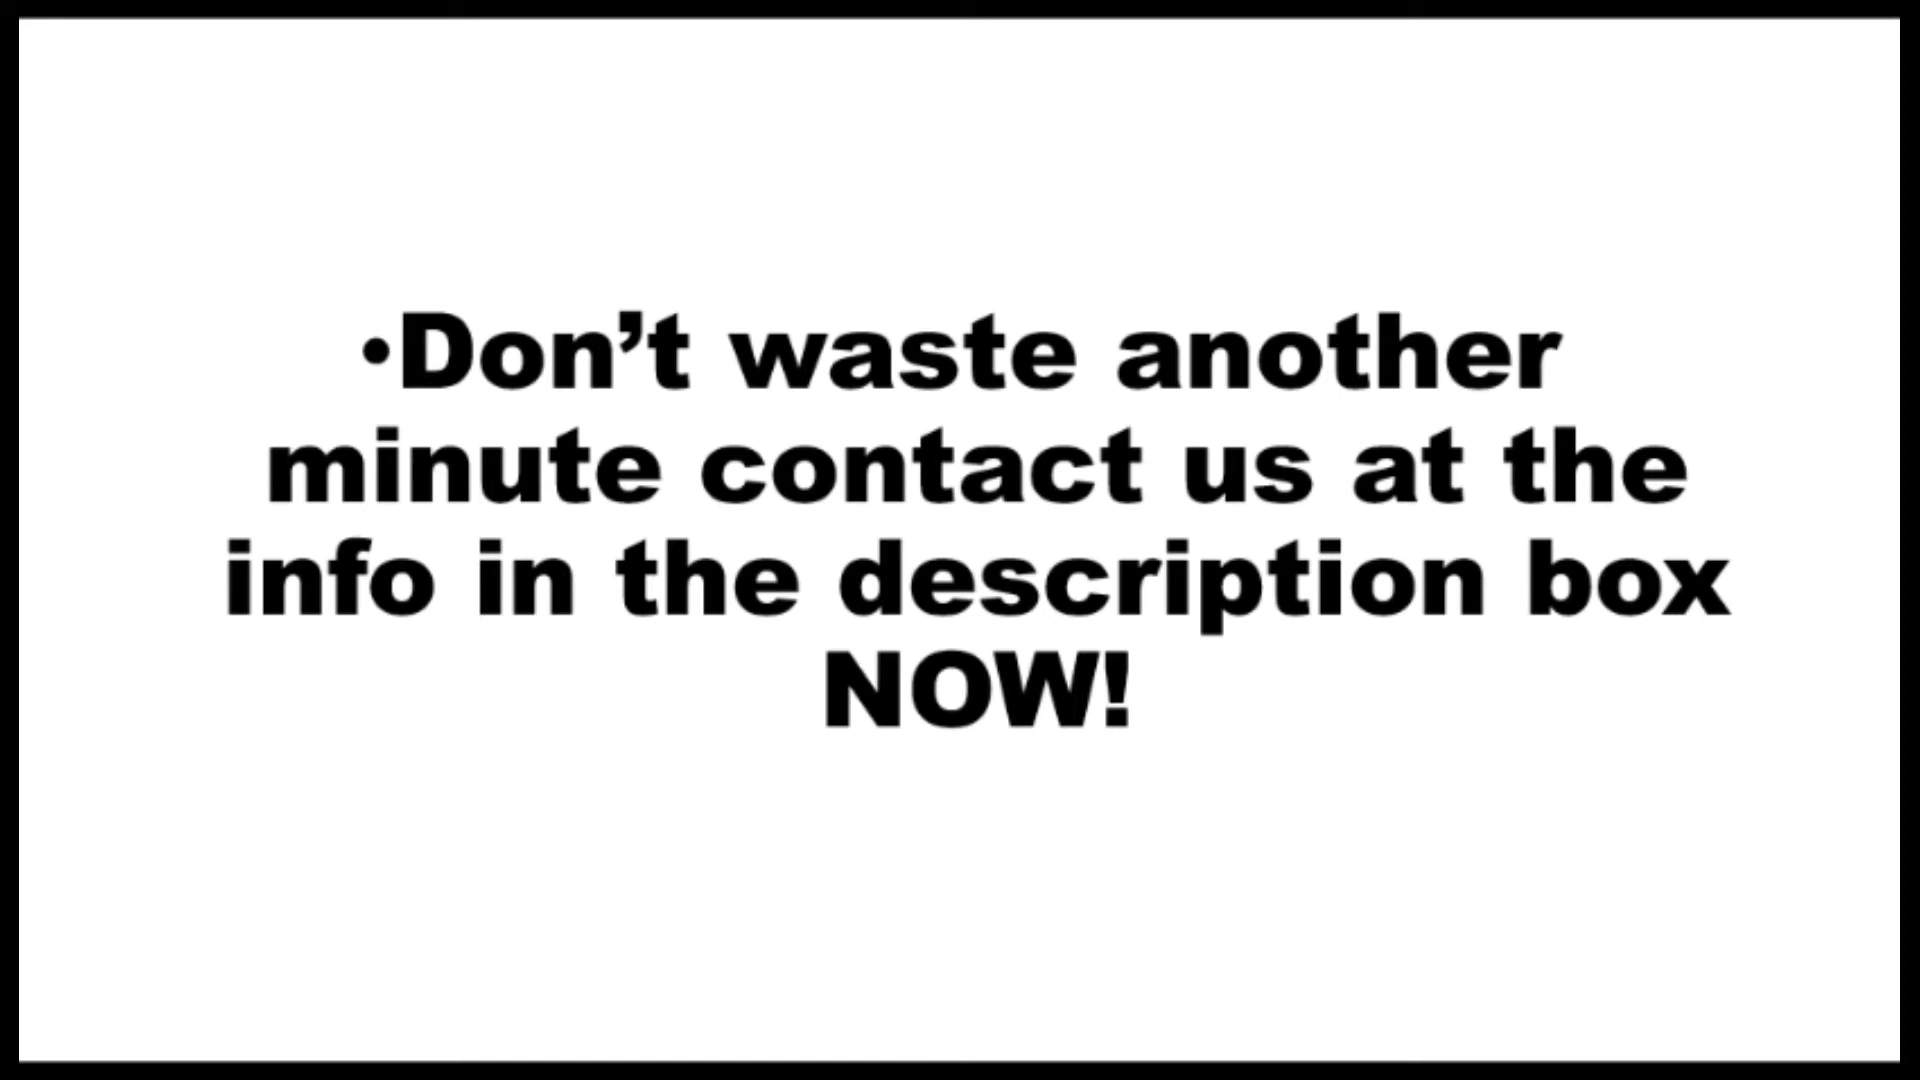 •Don’t waste another
minute contact us at the
info in the description box
NOW!